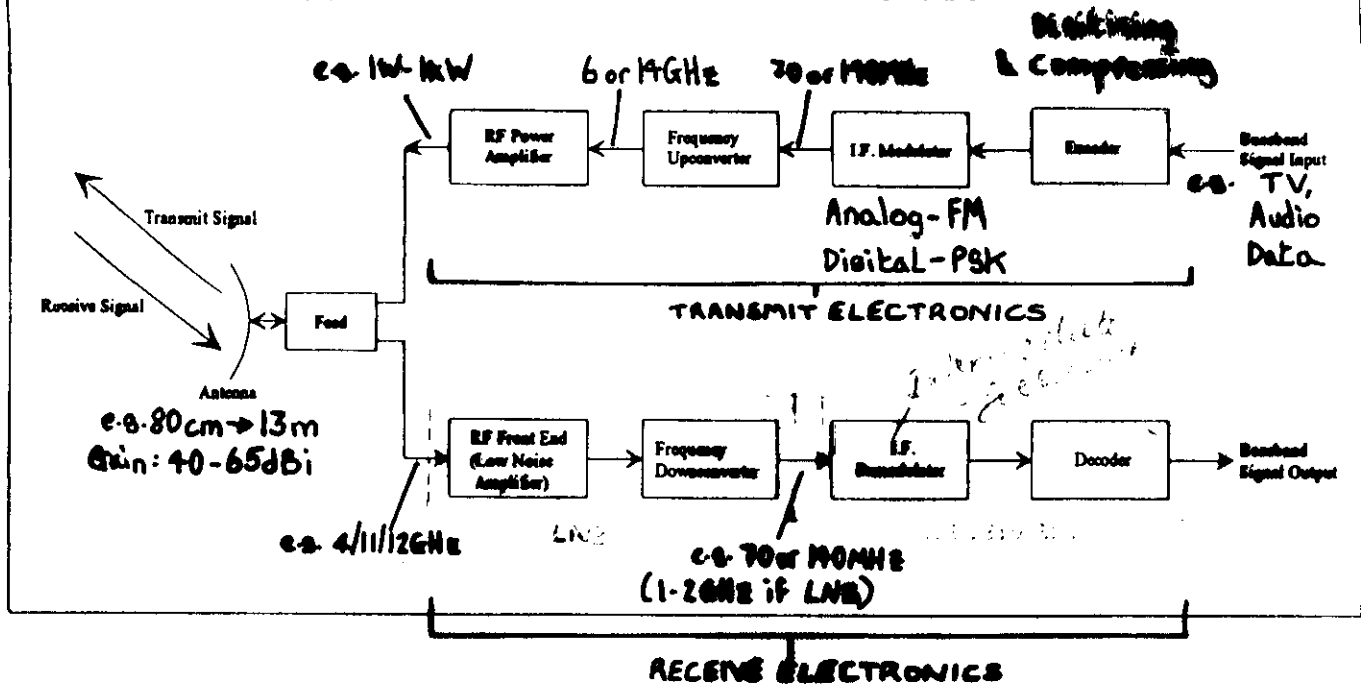 Digitising
& Compressing
e.g. 1W-1kW
6 or 14GHz
70 or 140MHz
RF Power
Amplifier
Frequency
Upconverter
I.F. Modulator
Encoder
Baseband
Signal Input
e.g. TV,
Audio
Data
Analog-FM
Digital-PSK
TRANSMIT ELECTRONICS
Transmit Signal
Receive Signal
Feed
Antenna
e.g. 80cm→13m
Gain: 40-65dBi
Intermediate
RF Front End
(Low Noise
Amplifier)
Frequency
Downconverter
I.F.
Demodulator
Decoder
Baseband
Signal Output
e.g. 4/11/12GHz
LNB
e.g. 70 or 140MHz
(1-2GHz if LNB)
RECEIVE ELECTRONICS